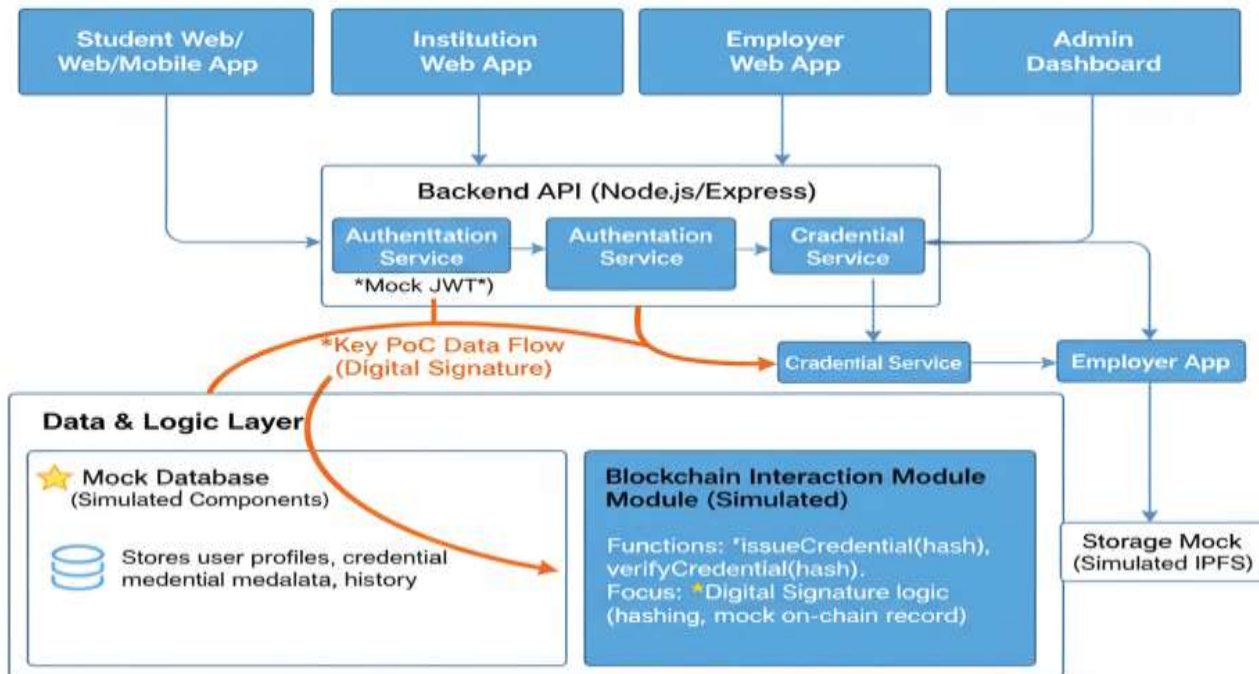 Student Web/
Web/Mobile App
Institution
Web App
Employer
Web App
Admin
Dashboard
Backend API (Node.js/Express)
Authenttation
Service
*Mock JWT*)
Authentation
Service
Cradential
Service
*Key PoC Data Flow
(Digital Signature)
Credential Service
Employer App
Data & Logic Layer
Mock Database
(Simulated Components)
Stores user profiles, credential
medential medalata, history
Blockchain Interaction Module
Module (Simulated)
Functions: *issueCredential(hash),
verifyCredential(hash).
Focus: *Digital Signature logic
(hashing, mock on-chain record)
Storage Mock
(Simulated IPFS)